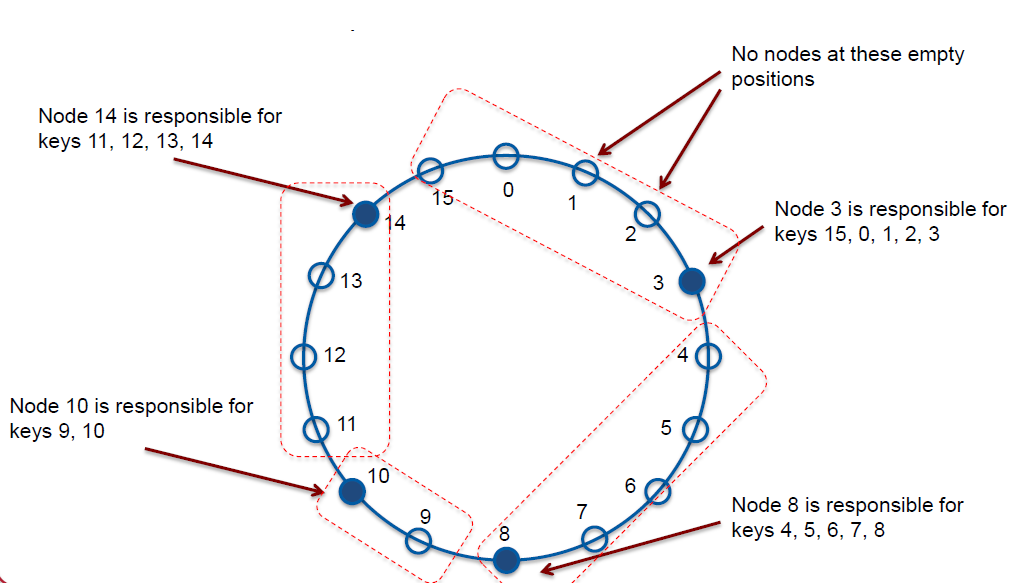 No nodes at these empty
positions
Node 14 is responsible for
keys 11, 12, 13, 14
Node 3 is responsible for
keys 15, 0, 1, 2, 3
15
0
1
2
3
4
5
6
7
8
9
10
11
12
13
14
Node 10 is responsible for
keys 9, 10
Node 8 is responsible for
keys 4, 5, 6, 7, 8